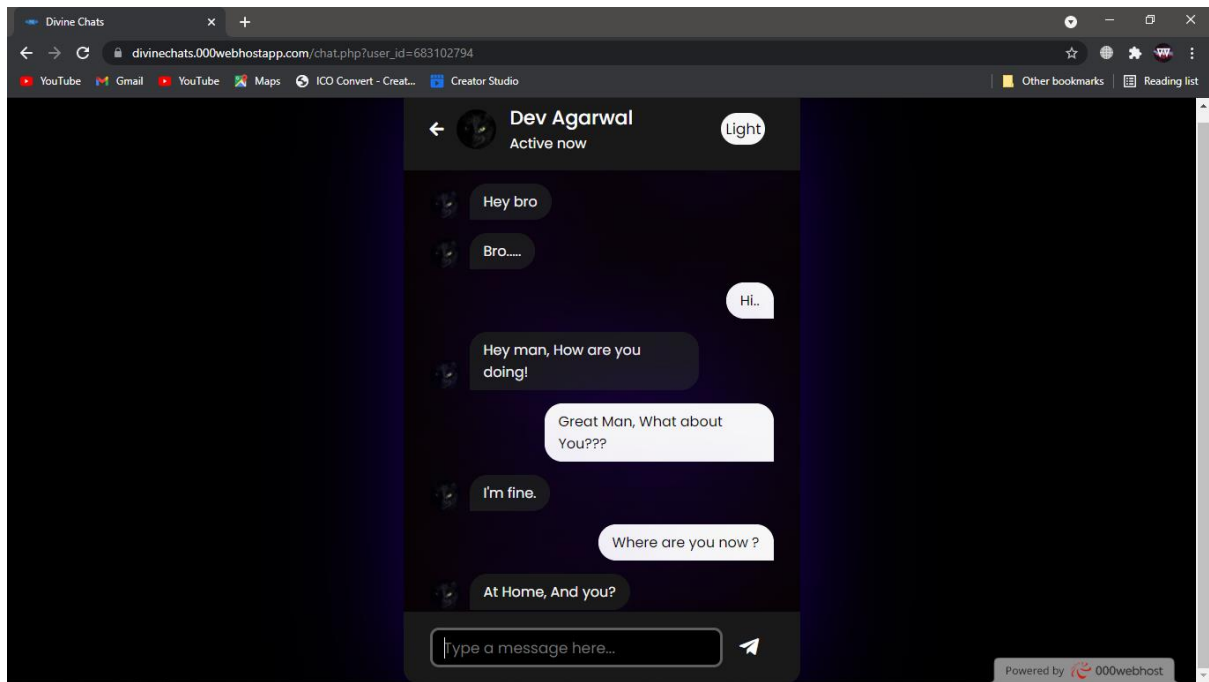 Divine Chats
divinechats.000webhostapp.com/chat.php?user_id=683102794
YouTube Gmail YouTube Maps ICO Convert - Creat... Creator Studio Other bookmarks Reading list
Dev Agarwal
Active now
Light
Hey bro
Bro.....
Hi..
Hey man, How are you
doing!
Great Man, What about
You???
I'm fine.
Where are you now ?
At Home, And you?
Type a message here...
Powered by 000webhost